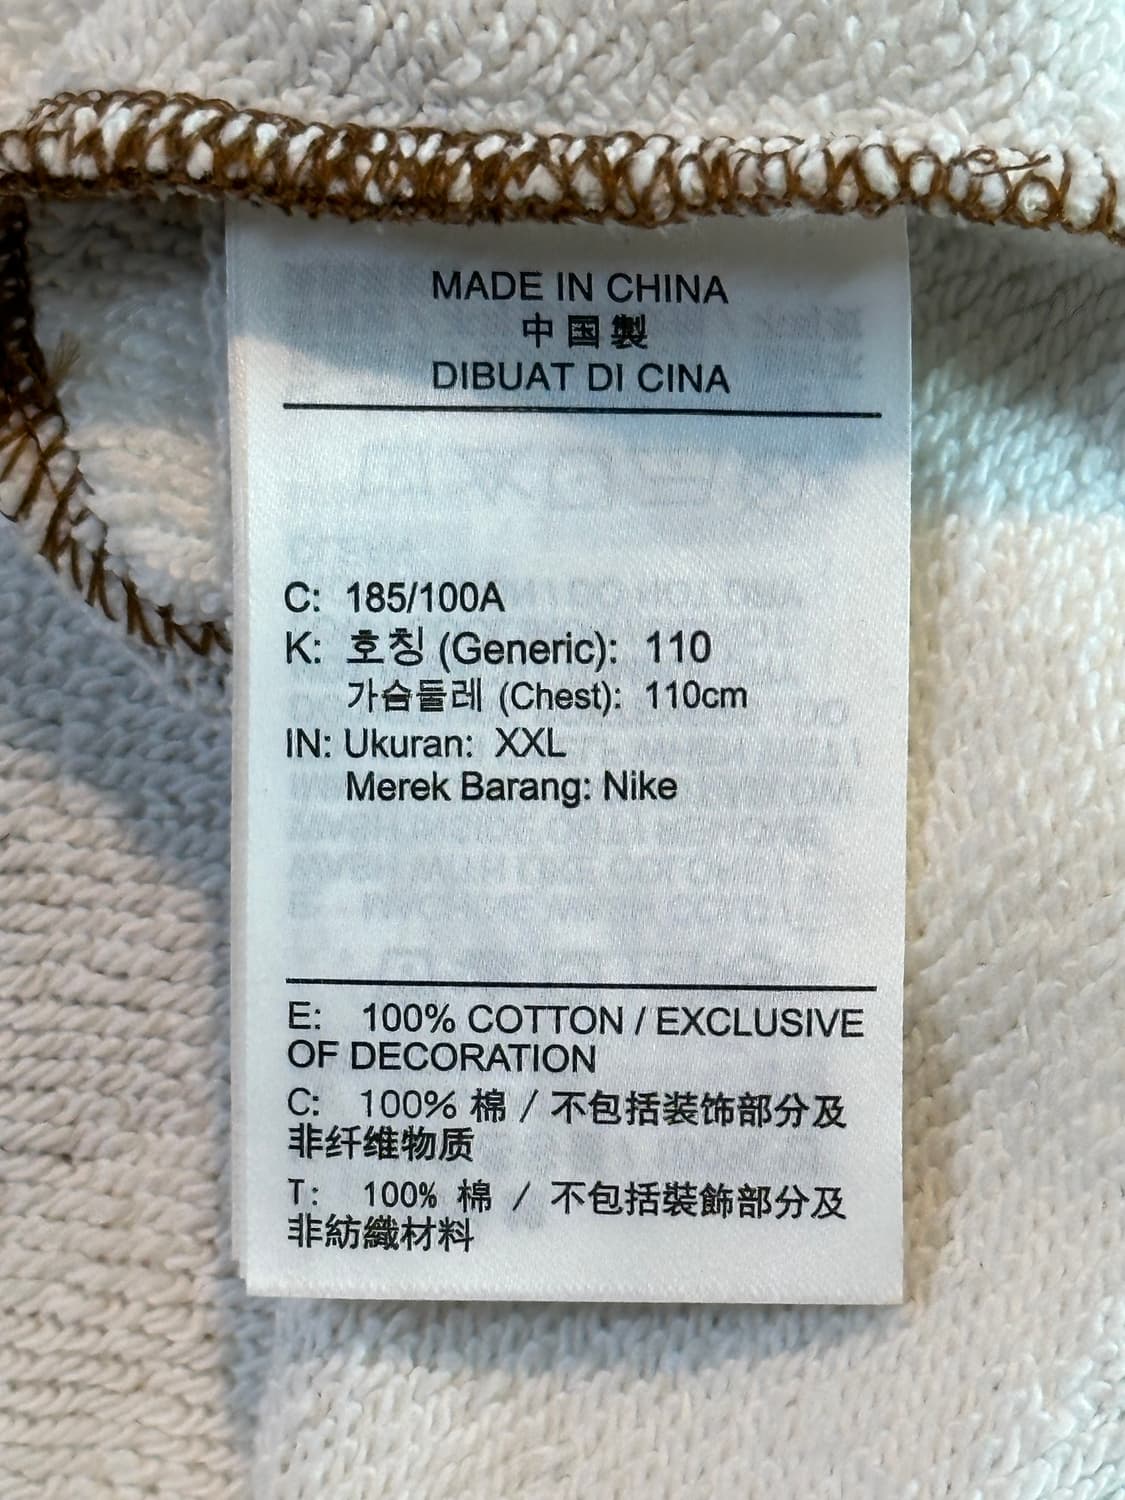 MADE IN CHINA
中国製
DIBUAT DI CINA
C: 185/100A
K: 호칭 (Generic): 110
가슴둘레 (Chest): 110cm
IN: Ukuran: XXL
Merek Barang: Nike
E: 100% COTTON / EXCLUSIVE
OF DECORATION
C: 100% 棉 / 不包括装饰部分及
非纤维物质
T: 100% 棉 / 不包括裝飾部分及
非紡織材料